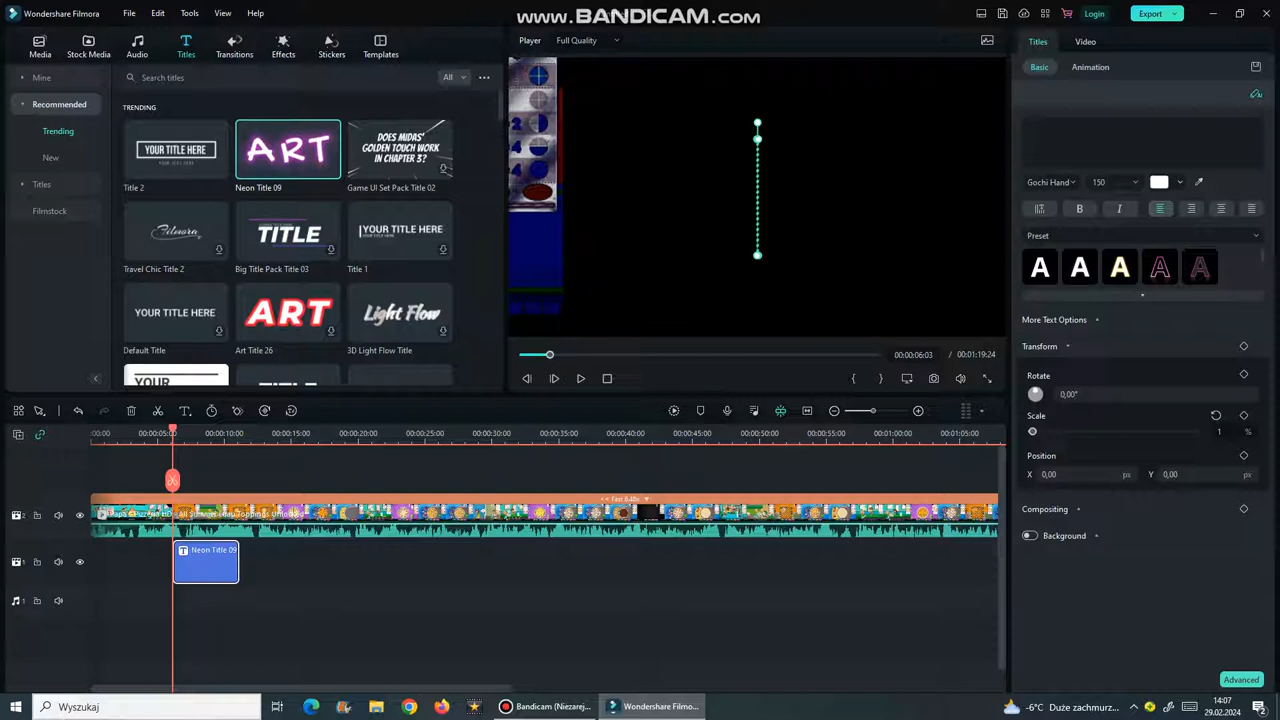 Wondershare Filmora File Edit Tools View Help www.BANDICAM.com Login Export
Media Stock Media Audio Titles Transitions Effects Stickers Templates
Player Full Quality
Titles Video
Basic Animation
Mine
Search titles All
Recommended
TRENDING
Trending
New
Titles
Filmstock
YOUR TITLE HERE
ART
DOES MIDAS'
GOLDEN TOUCH WORK
IN CHAPTER 3?
Title 2 Neon Title 09 Game UI Set Pack Title 02
Filmora TITLE YOUR TITLE HERE
Travel Chic Title 2 Big Title Pack Title 03 Title 1
YOUR TITLE HERE ART Light Flow
Default Title Art Title 26 3D Light Flow Title
YOUR
2
4
4
Gochi Hand 150
B I
Preset
A A A A A
More Text Options
Transform
Rotate
0,00°
Scale
1 %
Position
X 0,00 px Y 0,00 px
Compositing
Background
Advanced
00:00:06:03 / 00:01:19:24
{ }
:00:00 00:00:05:00 00:00:10:00 00:00:15:00 00:00:20:00 00:00:25:00 00:00:30:00 00:00:35:00 00:00:40:00 00:00:45:00 00:00:50:00 00:00:55:00 00:01:00:00 00:01:05:00
<< Fast 8.48x
T Neon Title 09
1
1
Wyszukaj
Bandicam (Niezarej...
Wondershare Filmo...
-6°C Duże zachmurz...
14:07
29.02.2024
2